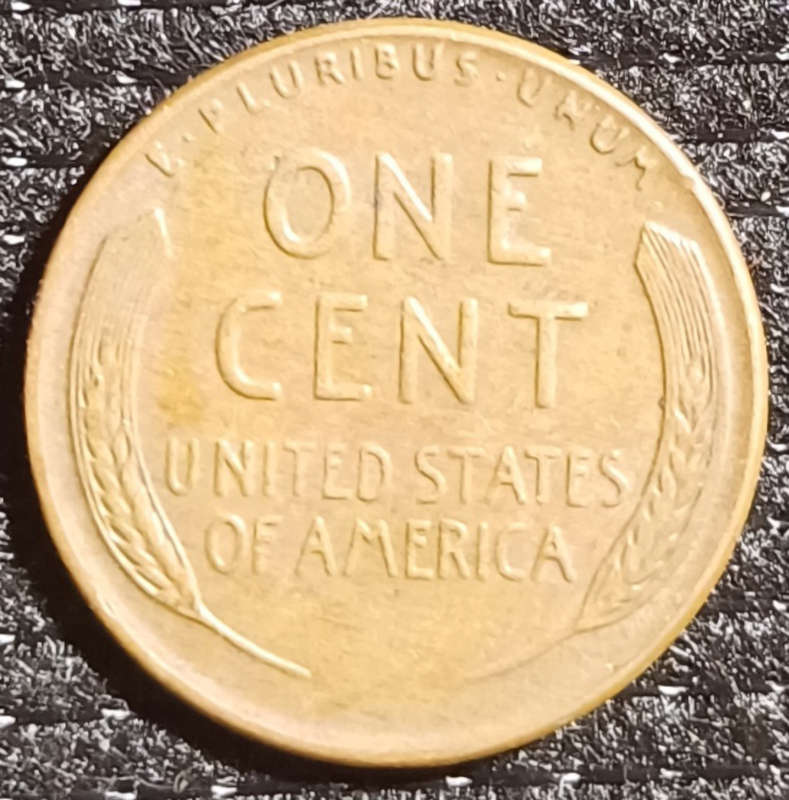 E·PLURIBUS·UNUM
ONE
CENT
UNITED STATES
OF AMERICA